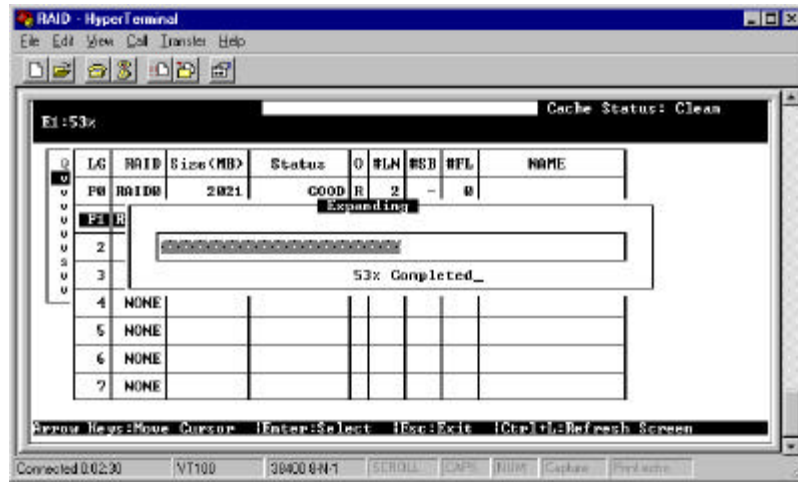 RAID - HyperTerminal
File Edit View Call Transfer Help
Cache Status: Clean
E1:53%
Q LG RAID Size(MB) Status O #LN #SB #FL NAME
v P0 RAID0 2021 GOOD R 2 - 0
v Expanding
v P1 R
v 2
s 3
v 53% Completed_
v 4 NONE
5 NONE
6 NONE
7 NONE
Arrow Keys:Move Cursor |Enter:Select |Esc:Exit |Ctrl+L:Refresh Screen
Connected 0:02:30 VT100 38400 8-N-1 SCROLL CAPS NUM Capture Print echo